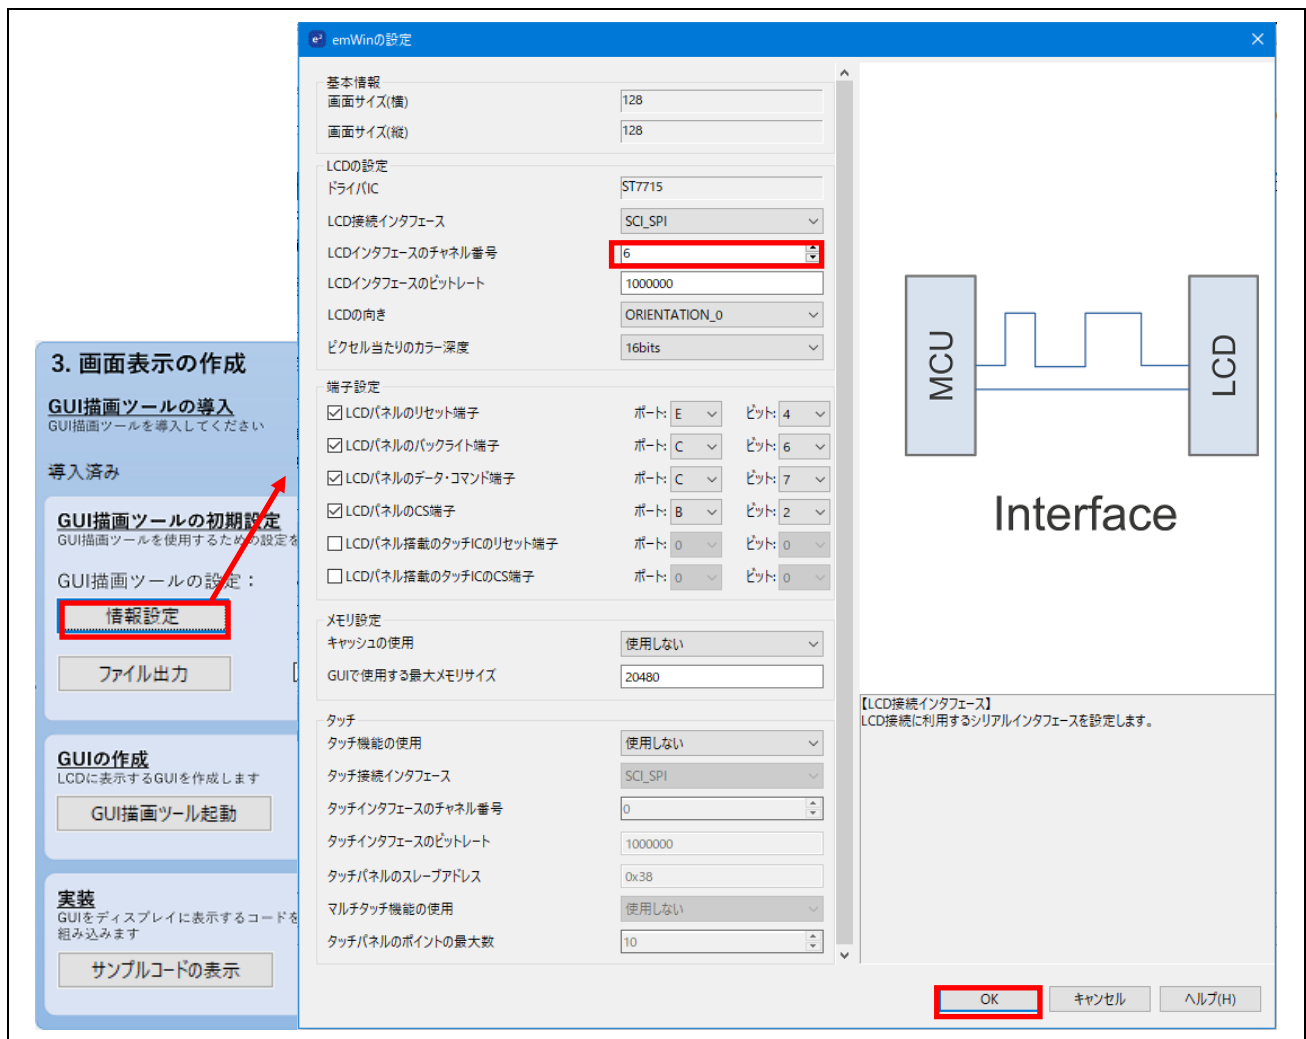 emWinの設定
基本情報
画面サイズ(横) 128
画面サイズ(縦) 128
LCDの設定
ドライバIC ST7715
LCD接続インタフェース SCI_SPI
LCDインタフェースのチャネル番号 6
LCDインタフェースのビットレート 1000000
LCDの向き ORIENTATION_0
ピクセル当たりのカラー深度 16bits
端子設定
LCDパネルのリセット端子 ポート: E ビット: 4
LCDパネルのバックライト端子 ポート: C ビット: 6
LCDパネルのデータ・コマンド端子 ポート: C ビット: 7
LCDパネルのCS端子 ポート: B ビット: 2
LCDパネル搭載のタッチICのリセット端子 ポート: 0 ビット: 0
LCDパネル搭載のタッチICのCS端子 ポート: 0 ビット: 0
メモリ設定
キャッシュの使用 使用しない
GUIで使用する最大メモリサイズ 20480
タッチ
タッチ機能の使用 使用しない
タッチ接続インタフェース SCI_SPI
タッチインタフェースのチャネル番号 0
タッチインタフェースのビットレート 1000000
タッチパネルのスレーブアドレス 0x38
マルチタッチ機能の使用 使用しない
タッチパネルのポイントの最大数 10
MCU
LCD
Interface
【LCD接続インタフェース】
LCD接続に利用するシリアルインタフェースを設定します。
OK キャンセル ヘルプ(H)
3. 画面表示の作成
GUI描画ツールの導入
GUI描画ツールを導入してください
導入済み
GUI描画ツールの初期設定
GUI描画ツールを使用するための設定を
GUI描画ツールの設定：
情報設定
ファイル出力
GUIの作成
LCDに表示するGUIを作成します
GUI描画ツール起動
実装
GUIをディスプレイに表示するコードを
組み込みます
サンプルコードの表示